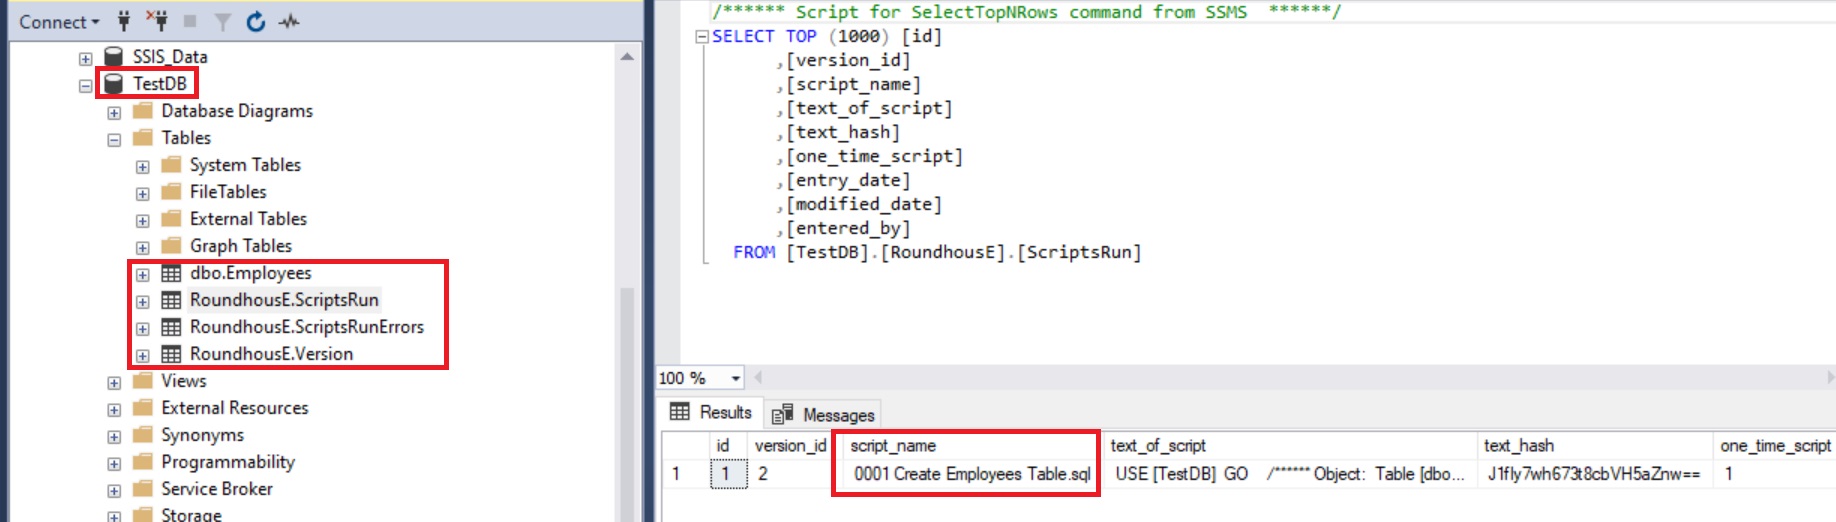 Connect
SSIS_Data
TestDB
Database Diagrams
Tables
System Tables
FileTables
External Tables
Graph Tables
dbo.Employees
RoundhousE.ScriptsRun
RoundhousE.ScriptsRunErrors
RoundhousE.Version
Views
External Resources
Synonyms
Programmability
Service Broker
Storage
/****** Script for SelectTopNRows command from SSMS  ******/
SELECT TOP (1000) [id]
,[version_id]
,[script_name]
,[text_of_script]
,[text_hash]
,[one_time_script]
,[entry_date]
,[modified_date]
,[entered_by]
FROM [TestDB].[RoundhousE].[ScriptsRun]
100 %
Results Messages
id version_id script_name text_of_script text_hash one_time_script
1 1 2 0001 Create Employees Table.sql USE [TestDB] GO /****** Object: Table [dbo... J1fly7wh673t8cbVH5aZnw== 1